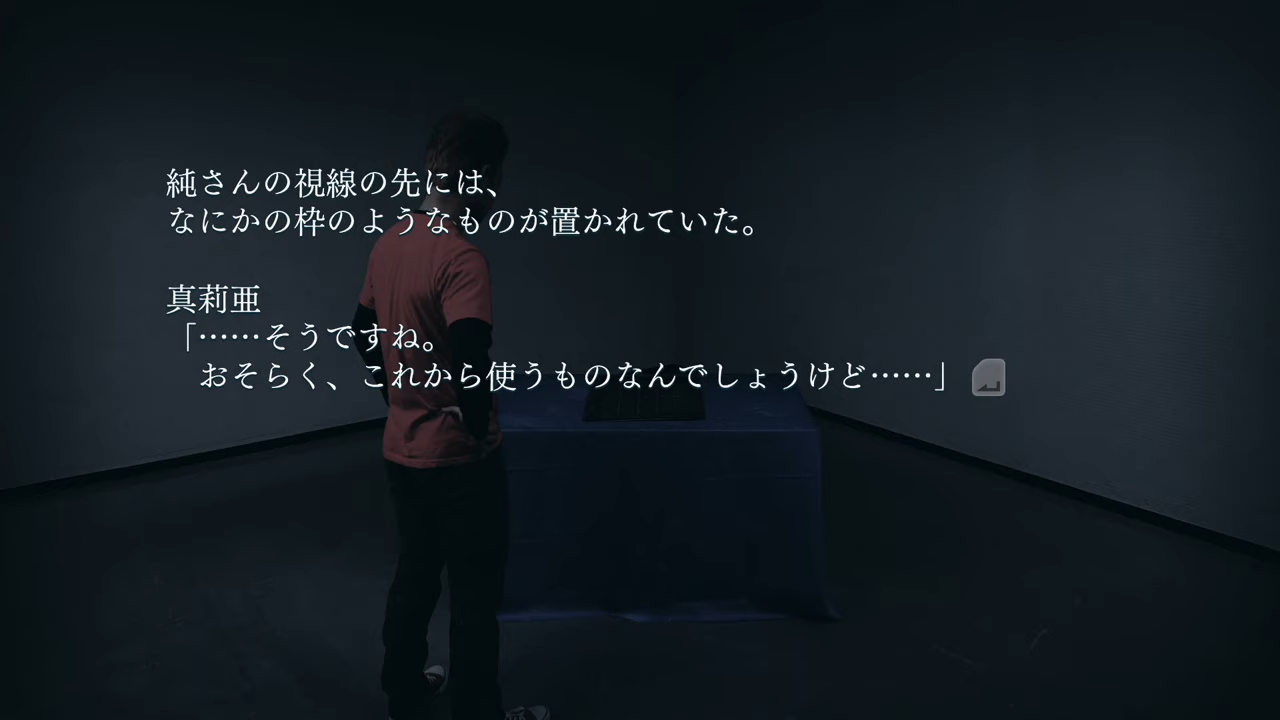 純さんの視線の先には、
なにかの枠のようなものが置かれていた。
真莉亜
「……そうですね。
おそらく、これから使うものなんでしょうけど……」